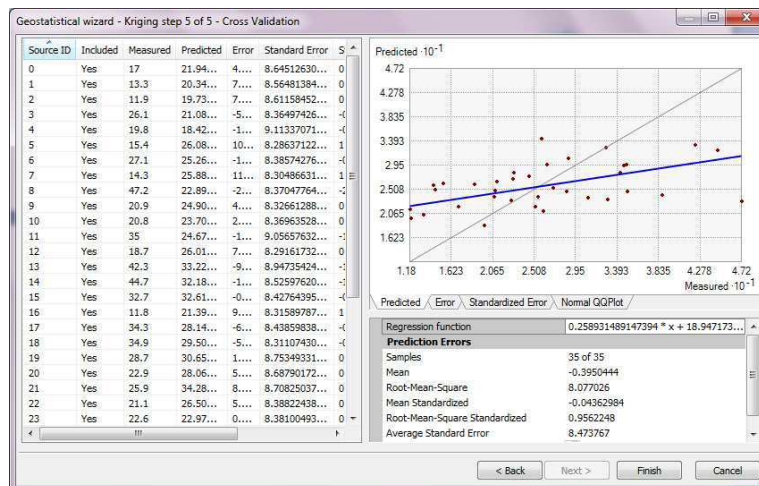 Geostatistical wizard - Kriging step 5 of 5 - Cross Validation
Source ID Included Measured Predicted Error Standard Error
0 Yes 17 21.94... 4... 8.64512630... 0
1 Yes 13.3 20.34... 7... 8.56481384... 0
2 Yes 11.9 19.73... 7... 8.61158452... 0
3 Yes 26.1 21.08... -5... 8.36497426... -0
4 Yes 19.8 18.42... -1... 9.11337071... -0
5 Yes 15.4 26.08... 10... 8.28637122... 1
6 Yes 27.1 25.26... -1... 8.38574276... -0
7 Yes 14.3 25.88... 11... 8.30486631... 1
8 Yes 47.2 22.89... -2... 8.37047764... -2
9 Yes 20.9 24.90... 4... 8.32661288... 0
10 Yes 20.8 23.70... 2... 8.36963528... 0
11 Yes 35 24.67... -1... 9.05657632... -1
12 Yes 18.7 26.01... 7... 8.29161732... 0
13 Yes 42.3 33.22... -9... 8.94735424... -1
14 Yes 44.7 32.18... -1... 8.52597620... -1
15 Yes 32.7 32.61... -0... 8.42764395... -0
16 Yes 11.8 21.39... 9... 8.31589787... 1
17 Yes 34.3 28.14... -6... 8.43859838... -0
18 Yes 34.9 29.50... -5... 8.31107430... -0
19 Yes 28.7 30.65... 1... 8.75349331... 0
20 Yes 22.9 28.06... 5... 8.68790172... 0
21 Yes 25.9 34.28... 8... 8.70825037... 0
22 Yes 21.1 26.50... 5... 8.38822438... 0
23 Yes 22.6 22.97... 0... 8.38100493... 0
Predicted ·10⁻¹
4.72
4.278
3.835
3.393
2.95
2.508
2.065
1.623
1.18 1.623 2.065 2.508 2.95 3.393 3.835 4.278 4.72
Measured ·10⁻¹
Predicted Error Standardized Error Normal QQPlot
Regression function 0.258931489147394 * x + 18.947173...
Prediction Errors
Samples 35 of 35
Mean -0.3950444
Root-Mean-Square 8.077026
Mean Standardized -0.04362984
Root-Mean-Square Standardized 0.9562248
Average Standard Error 8.473767
< Back Next > Finish Cancel